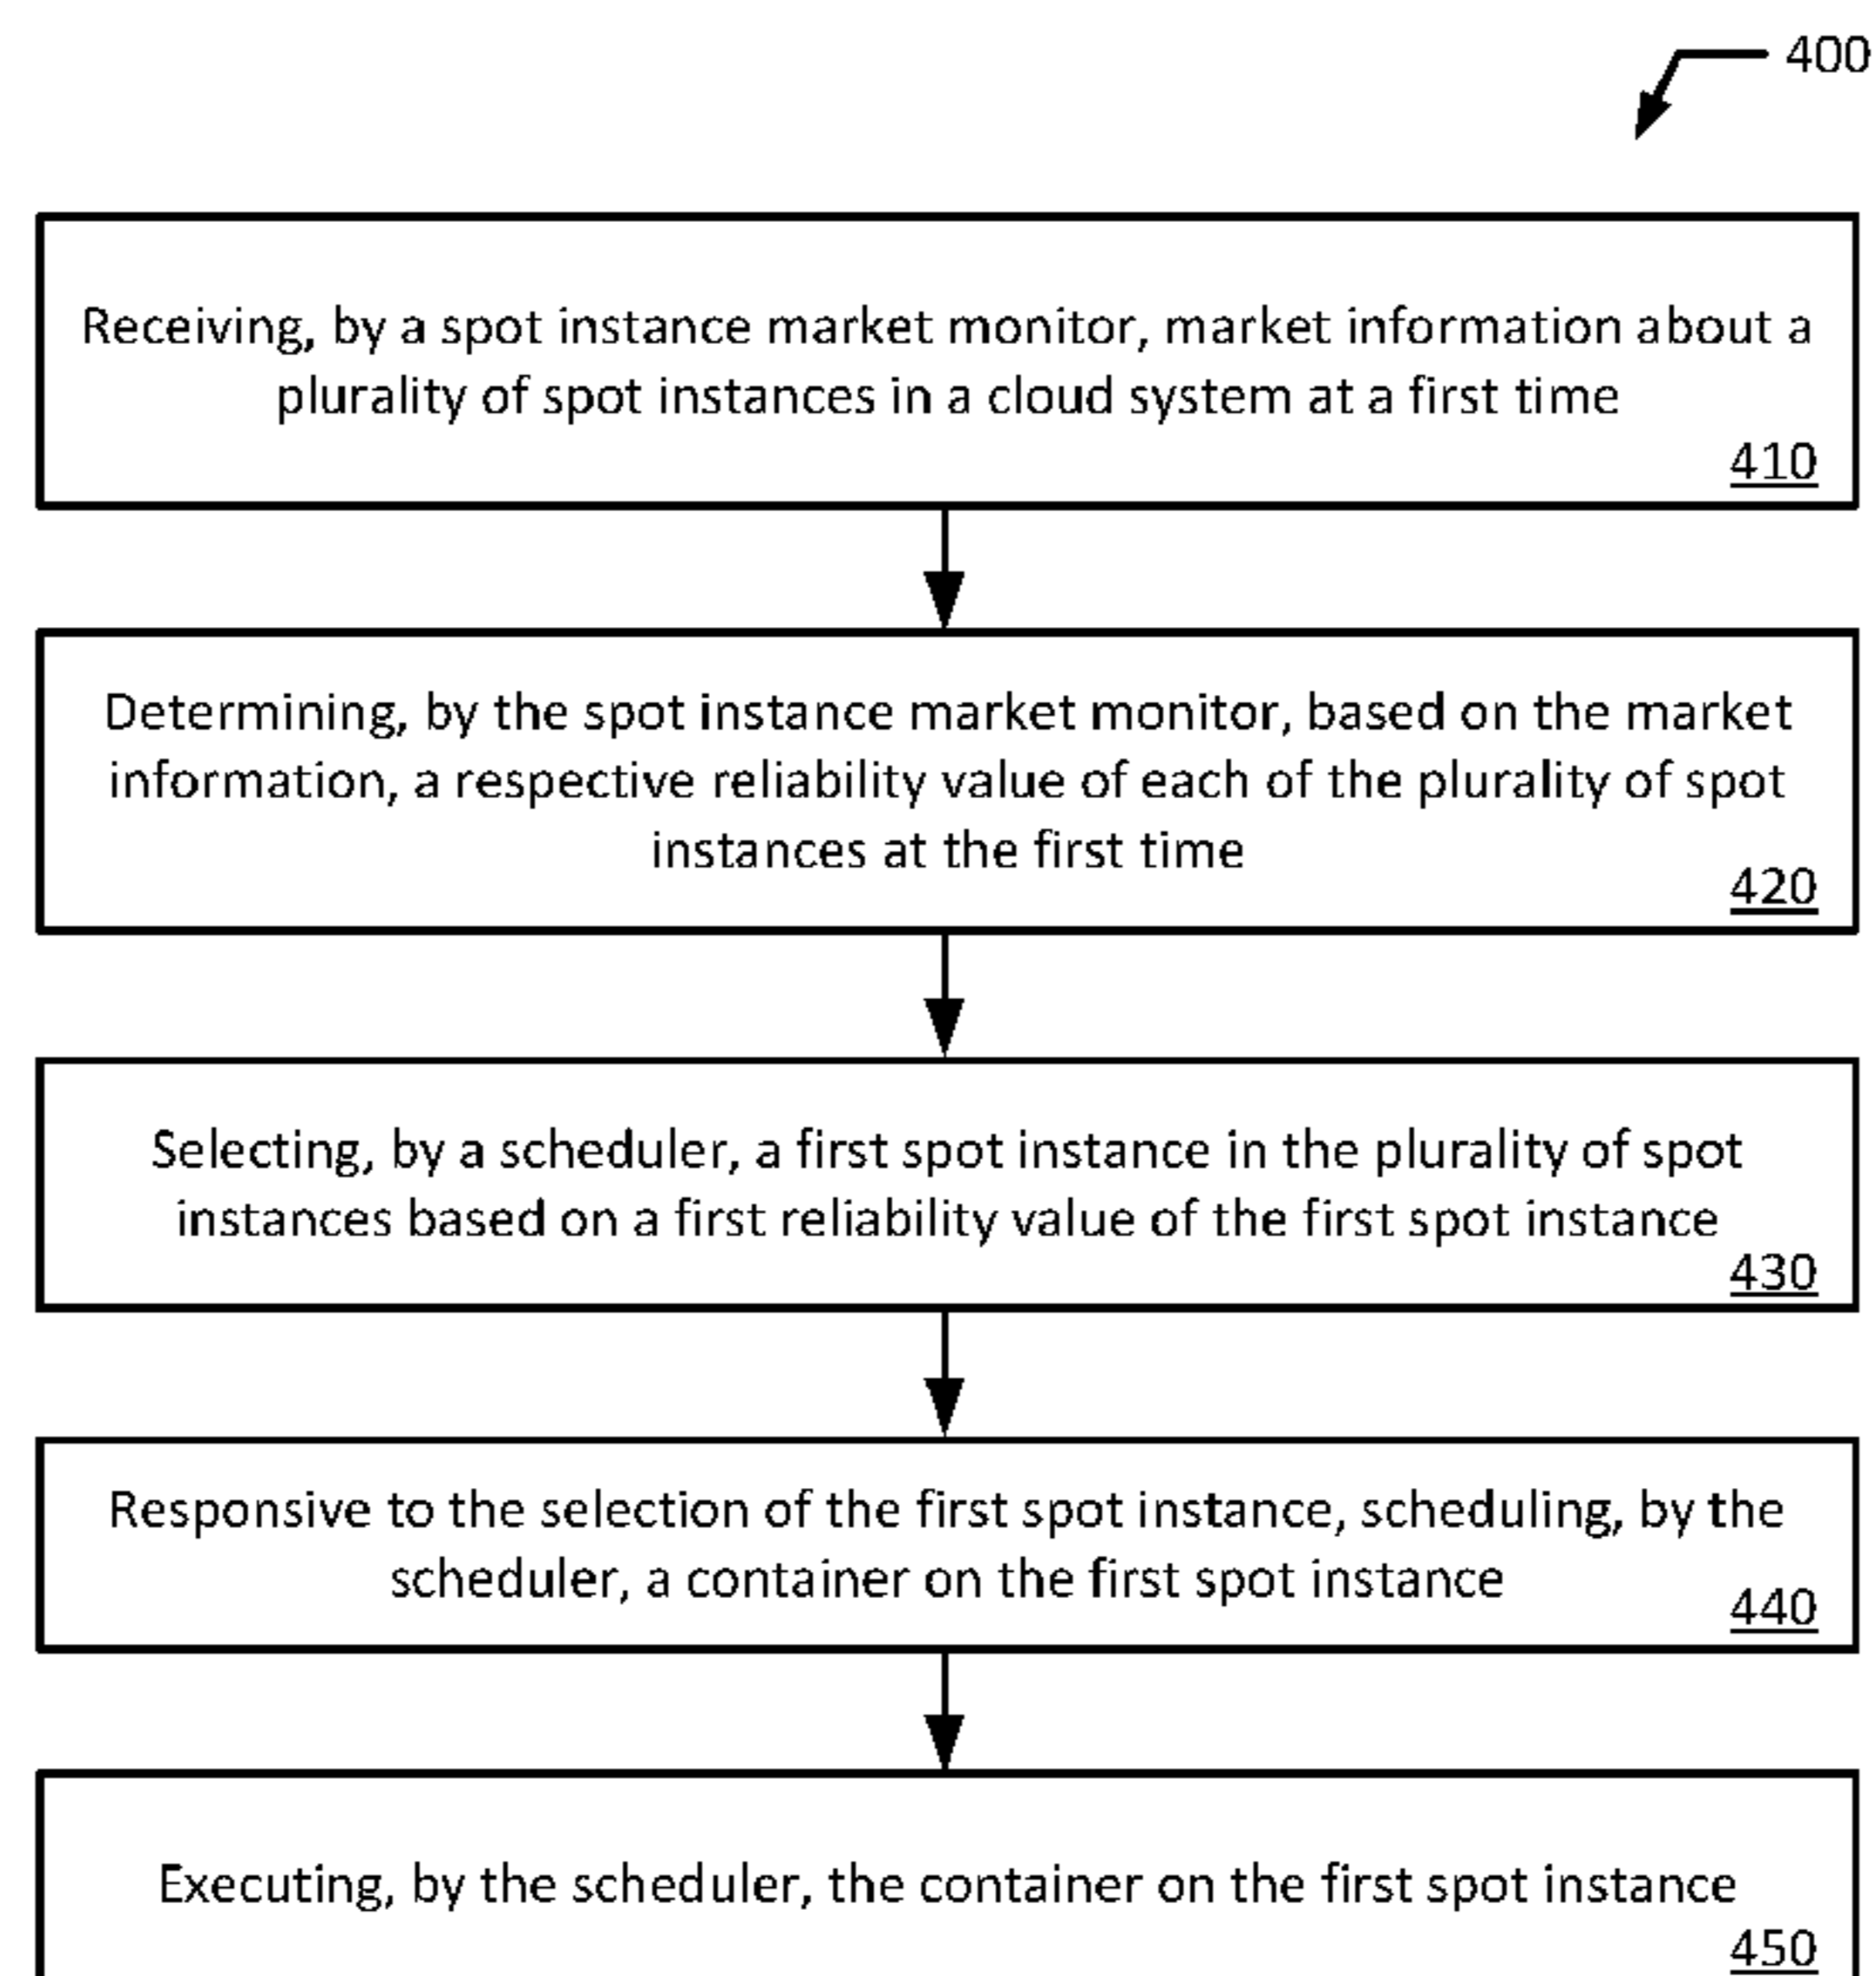 400
Receiving, by a spot instance market monitor, market information about a
plurality of spot instances in a cloud system at a first time
410
Determining, by the spot instance market monitor, based on the market
information, a respective reliability value of each of the plurality of spot
instances at the first time
420
Selecting, by a scheduler, a first spot instance in the plurality of spot
instances based on a first reliability value of the first spot instance
430
Responsive to the selection of the first spot instance, scheduling, by the
scheduler, a container on the first spot instance
440
Executing, by the scheduler, the container on the first spot instance
450